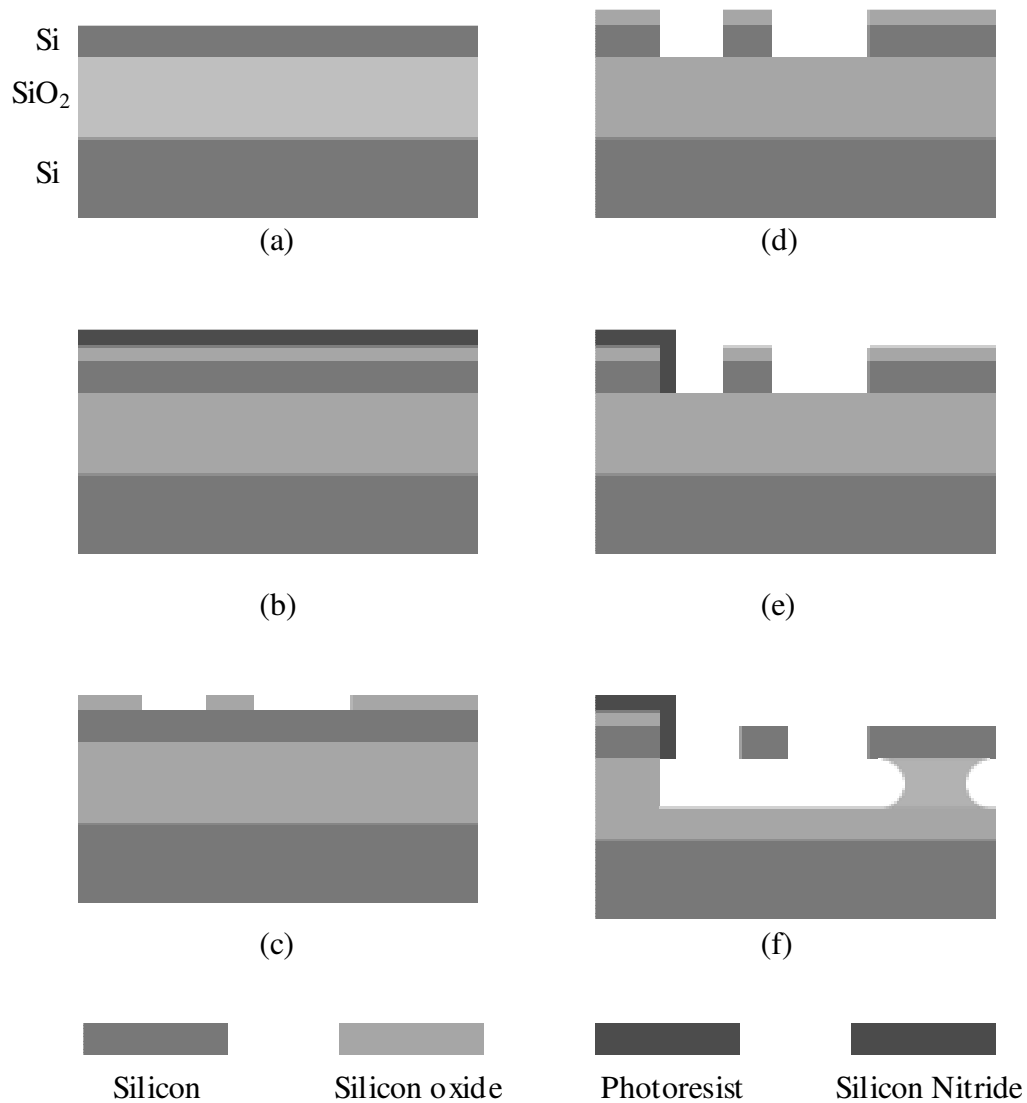 Si
SiO₂
Si
(a)
(d)
(b)
(e)
(c)
(f)
Silicon
Silicon oxide
Photoresist
Silicon Nitride